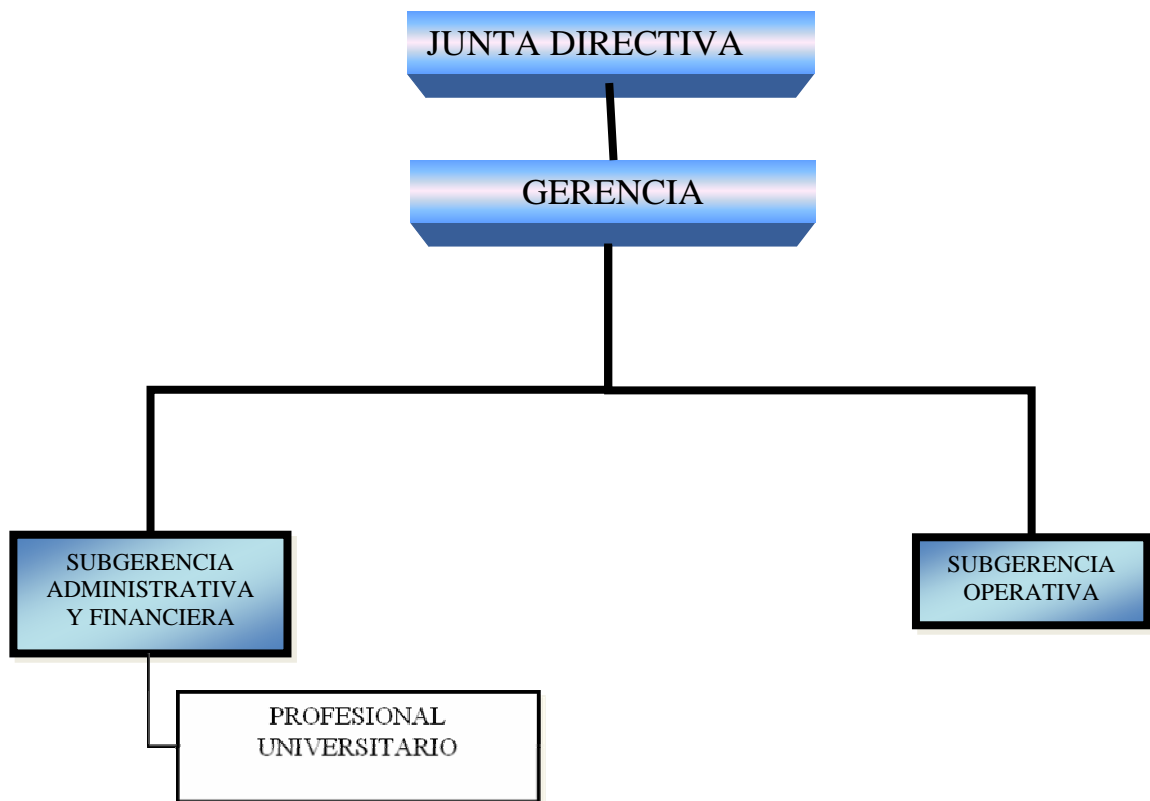 JUNTA DIRECTIVA
GERENCIA
SUBGERENCIA
ADMINISTRATIVA
Y FINANCIERA
SUBGERENCIA
OPERATIVA
PROFESIONAL
UNIVERSITARIO